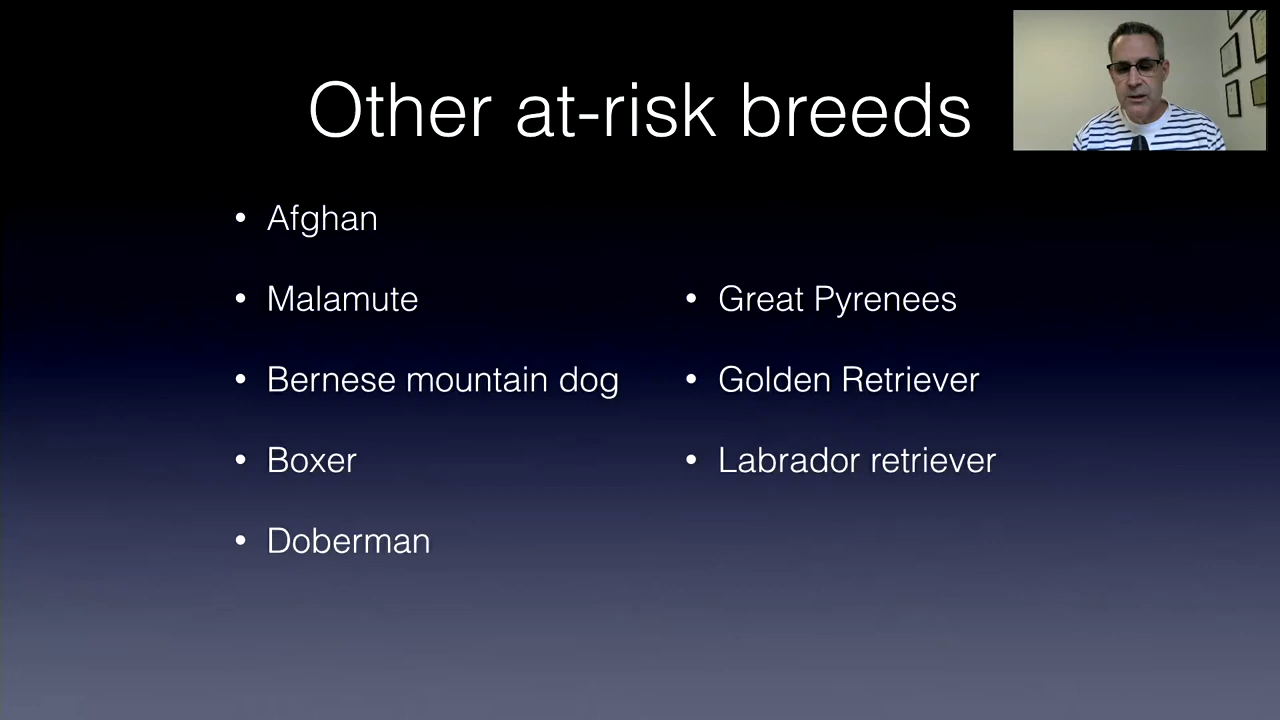 Other at-risk breeds
• Afghan
• Malamute
• Bernese mountain dog
• Boxer
• Doberman
• Great Pyrenees
• Golden Retriever
• Labrador retriever